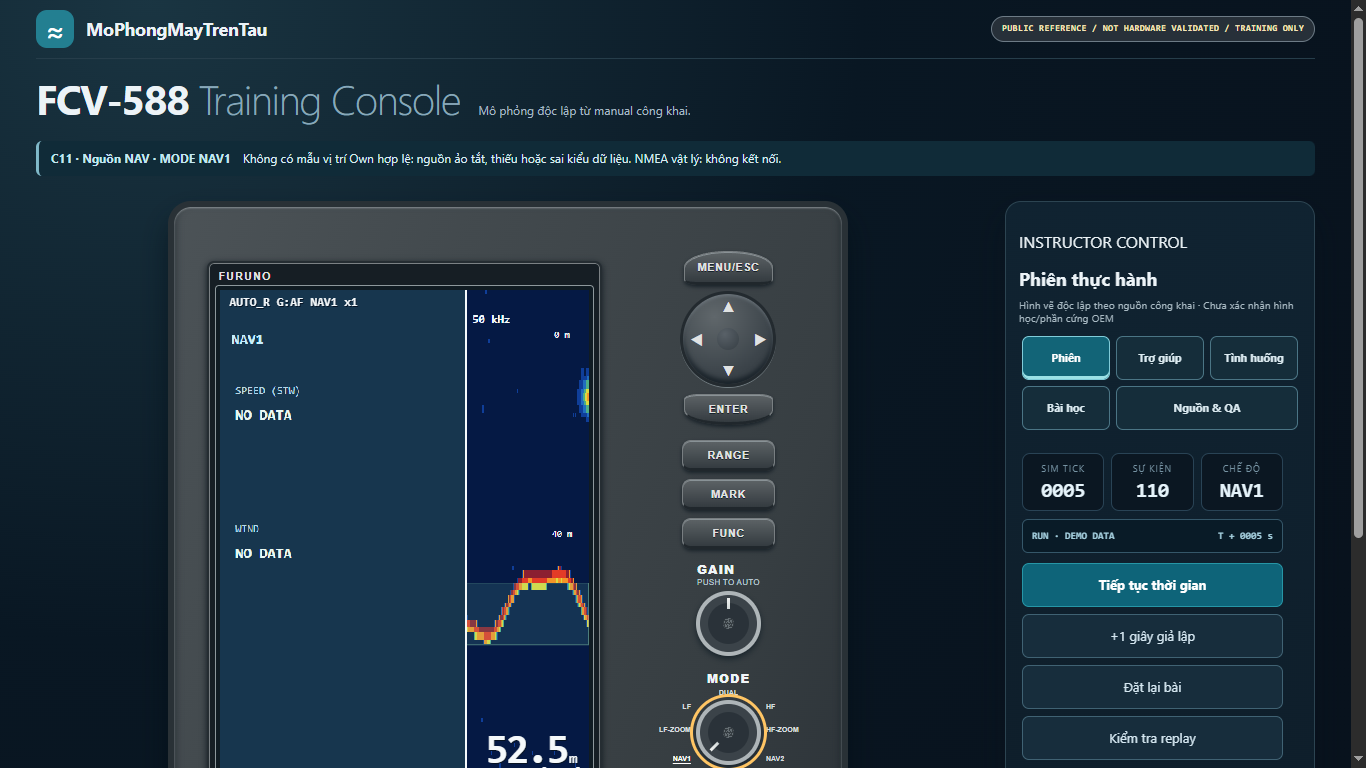 ≈ MoPhongMayTrenTau
PUBLIC REFERENCE / NOT HARDWARE VALIDATED / TRAINING ONLY
FCV-588 Training Console Mô phỏng độc lập từ manual công khai.
C11 · Nguồn NAV · MODE NAV1 Không có mẫu vị trí Own hợp lệ: nguồn ảo tắt, thiếu hoặc sai kiểu dữ liệu. NMEA vật lý: không kết nối.
FURUNO
AUTO_R G:AF NAV1 x1
NAV1
SPEED (STW)
NO DATA
WIND
NO DATA
50 kHz
0 m
40 m
52.5m
MENU/ESC
▲
◀ ▶
▼
ENTER
RANGE
MARK
FUNC
GAIN
PUSH TO AUTO
MODE
DUAL
LF HF
LF-ZOOM HF-ZOOM
NAV1 NAV2
INSTRUCTOR CONTROL
Phiên thực hành
Hình vẽ độc lập theo nguồn công khai · Chưa xác nhận hình
học/phần cứng OEM
Phiên Trợ giúp Tình huống
Bài học Nguồn & QA
SIM TICK SỰ KIỆN CHẾ ĐỘ
0005 110 NAV1
RUN · DEMO DATA T + 0005 s
Tiếp tục thời gian
+1 giây giả lập
Đặt lại bài
Kiểm tra replay